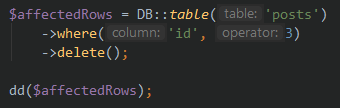 $affectedRows = DB::table( table: 'posts')
->where( column: 'id', operator: 3)
->delete();
dd($affectedRows);